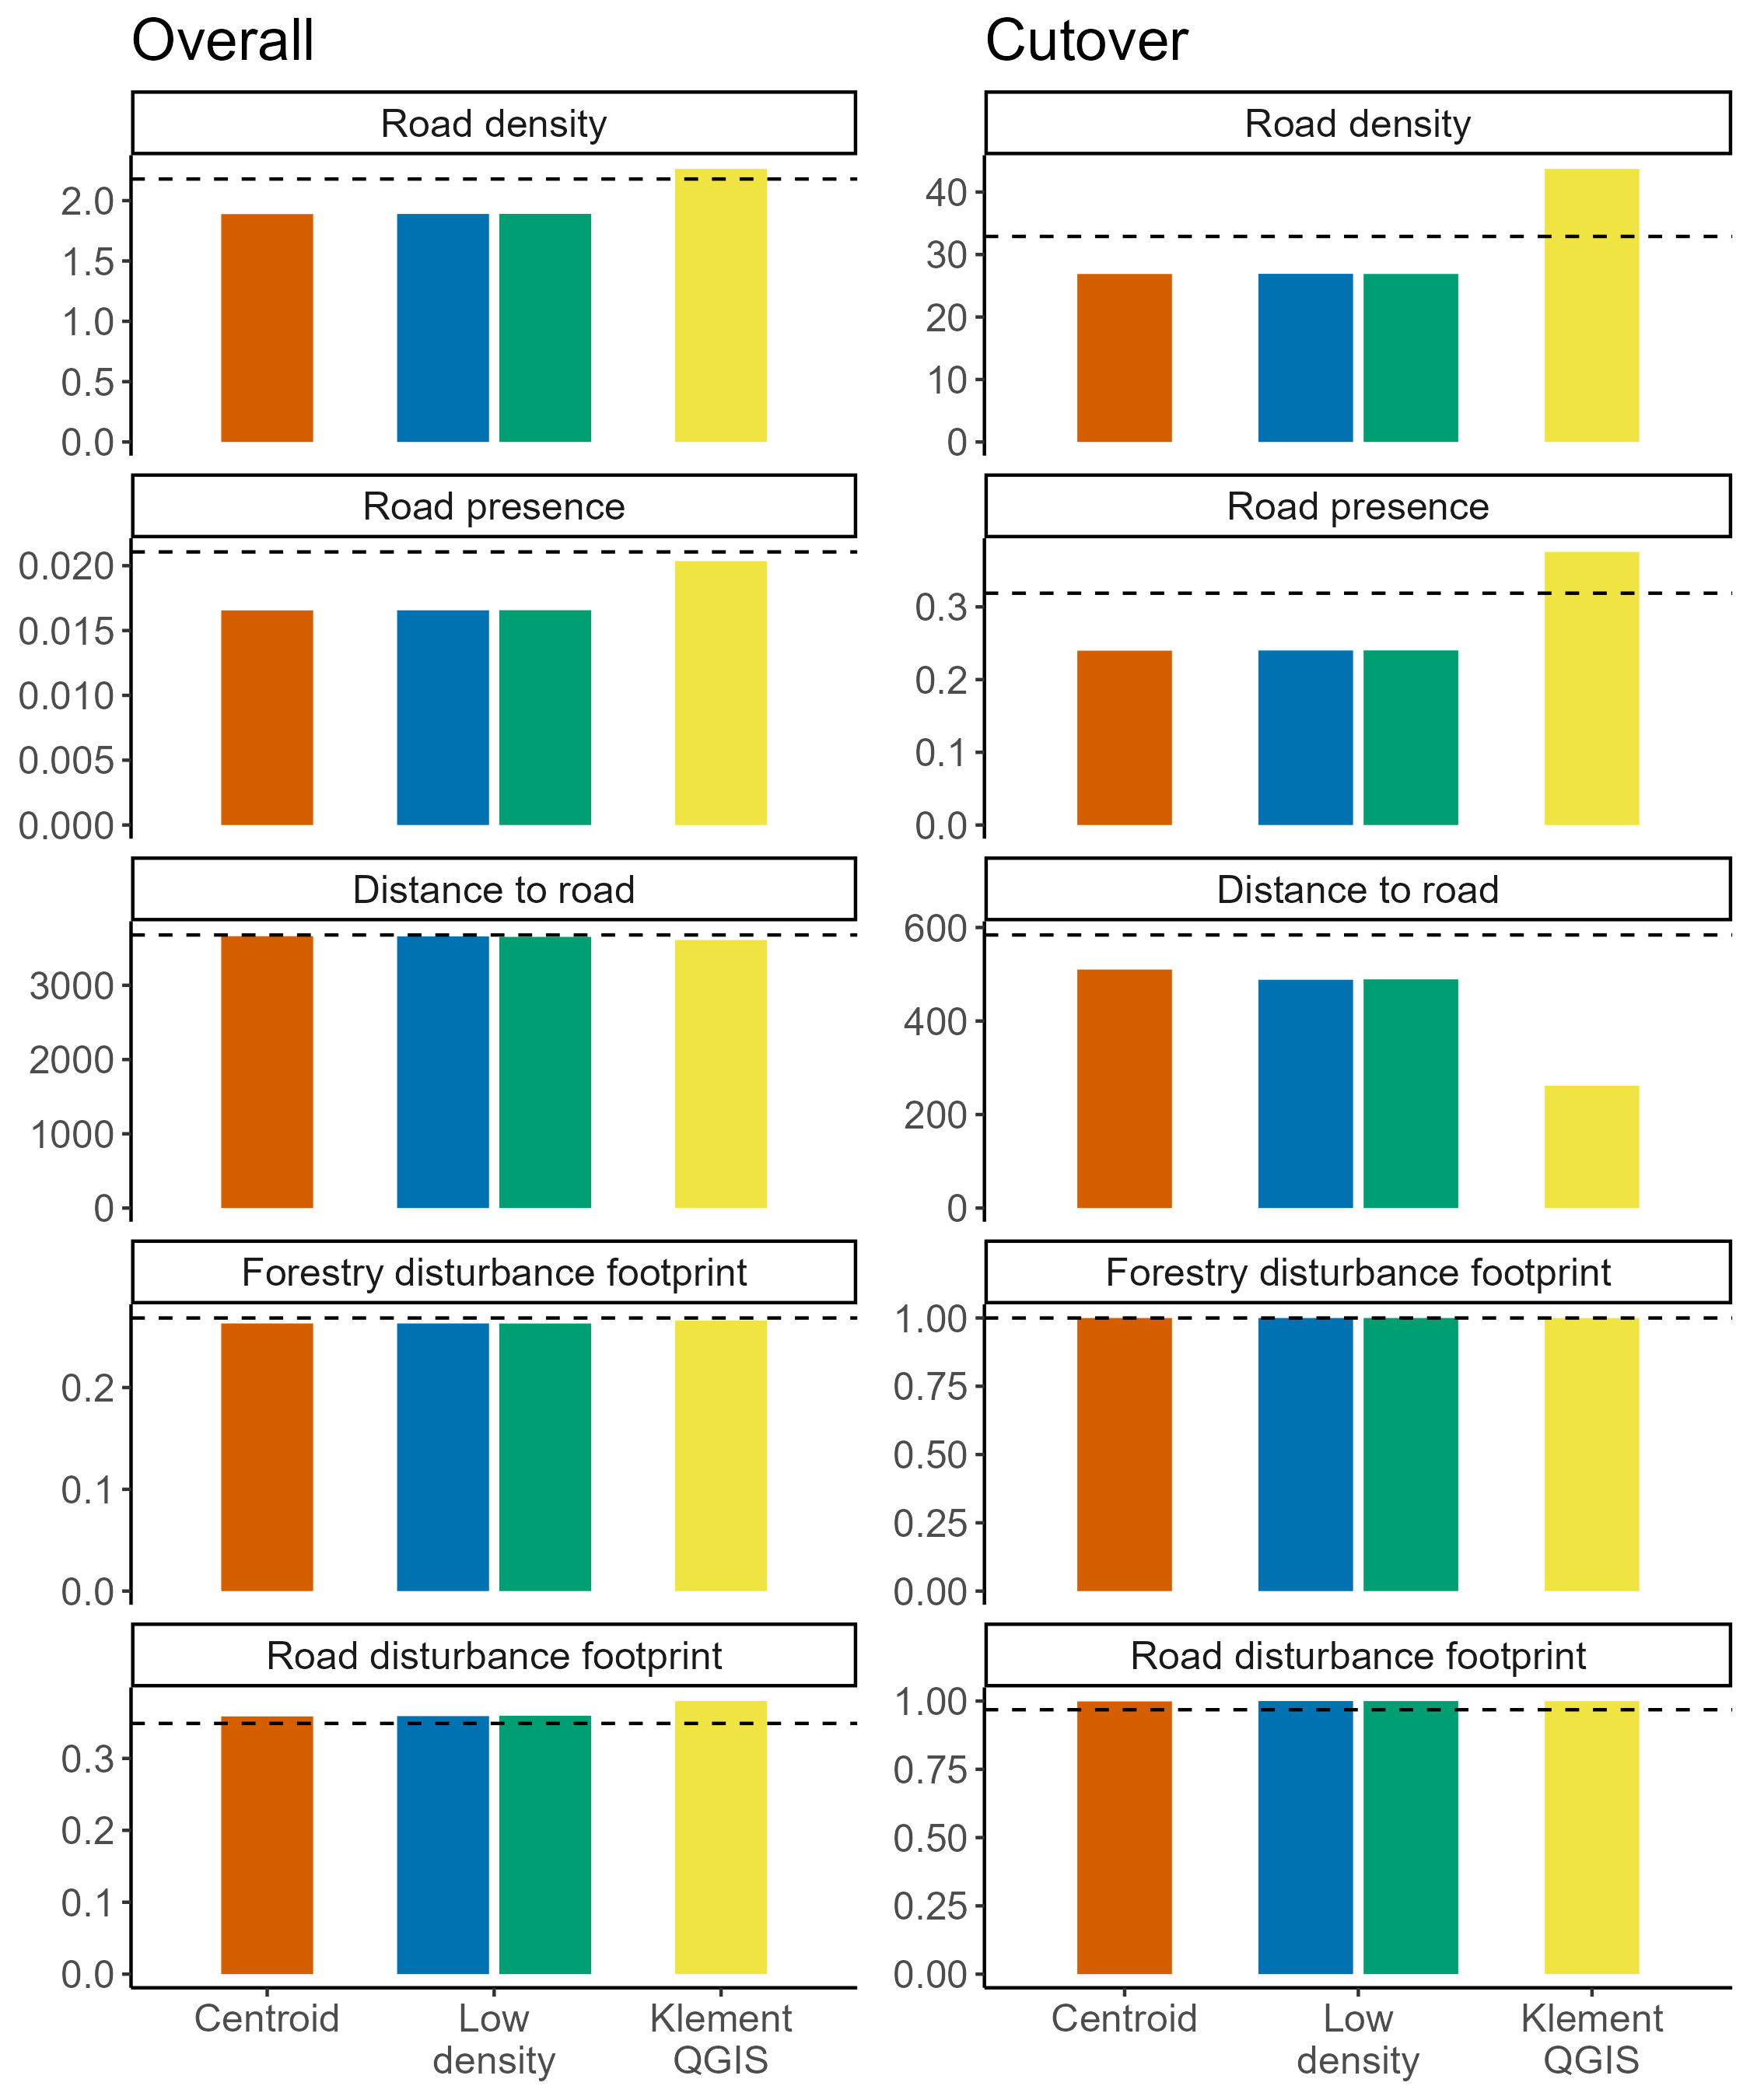 Overall
Road density
2.0
1.5
1.0
0.5
0.0
Road presence
0.020
0.015
0.010
0.005
0.000
Distance to road
3000
2000
1000
0
Forestry disturbance footprint
0.2
0.1
0.0
Road disturbance footprint
0.3
0.2
0.1
0.0
Centroid
Low
density
Klement
QGIS
Cutover
Road density
40
30
20
10
0
Road presence
0.3
0.2
0.1
0.0
Distance to road
600
400
200
0
Forestry disturbance footprint
1.00
0.75
0.50
0.25
0.00
Road disturbance footprint
1.00
0.75
0.50
0.25
0.00
Centroid
Low
density
Klement
QGIS